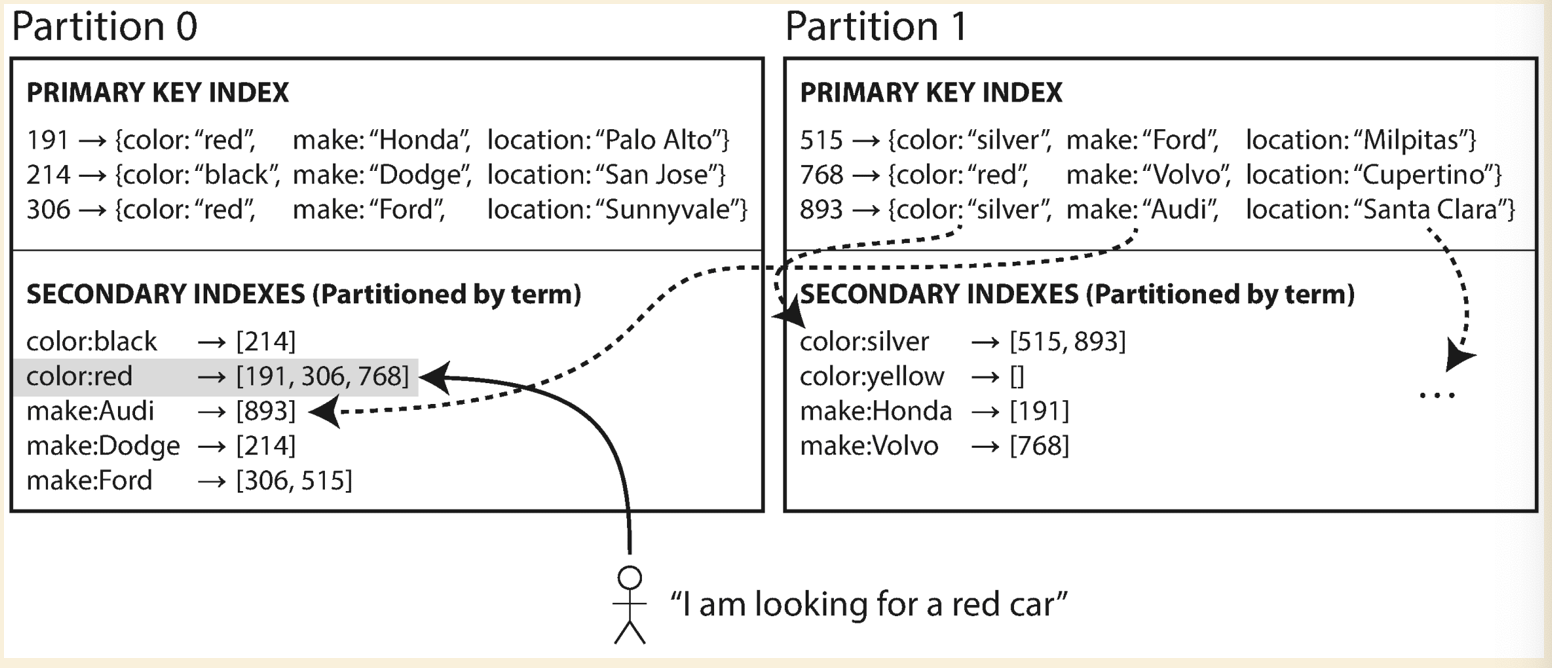 Partition 0
PRIMARY KEY INDEX
191 → {color: “red”, make: “Honda”, location: “Palo Alto”}
214 → {color: “black”, make: “Dodge”, location: “San Jose”}
306 → {color: “red”, make: “Ford”, location: “Sunnyvale”}
SECONDARY INDEXES (Partitioned by term)
color:black → [214]
color:red → [191, 306, 768]
make:Audi → [893]
make:Dodge → [214]
make:Ford → [306, 515]
Partition 1
PRIMARY KEY INDEX
515 → {color: “silver”, make: “Ford”, location: “Milpitas”}
768 → {color: “red”, make: “Volvo”, location: “Cupertino”}
893 → {color: “silver”, make: “Audi”, location: “Santa Clara”}
SECONDARY INDEXES (Partitioned by term)
color:silver → [515, 893]
color:yellow → []
make:Honda → [191]
make:Volvo → [768]
...
“I am looking for a red car”